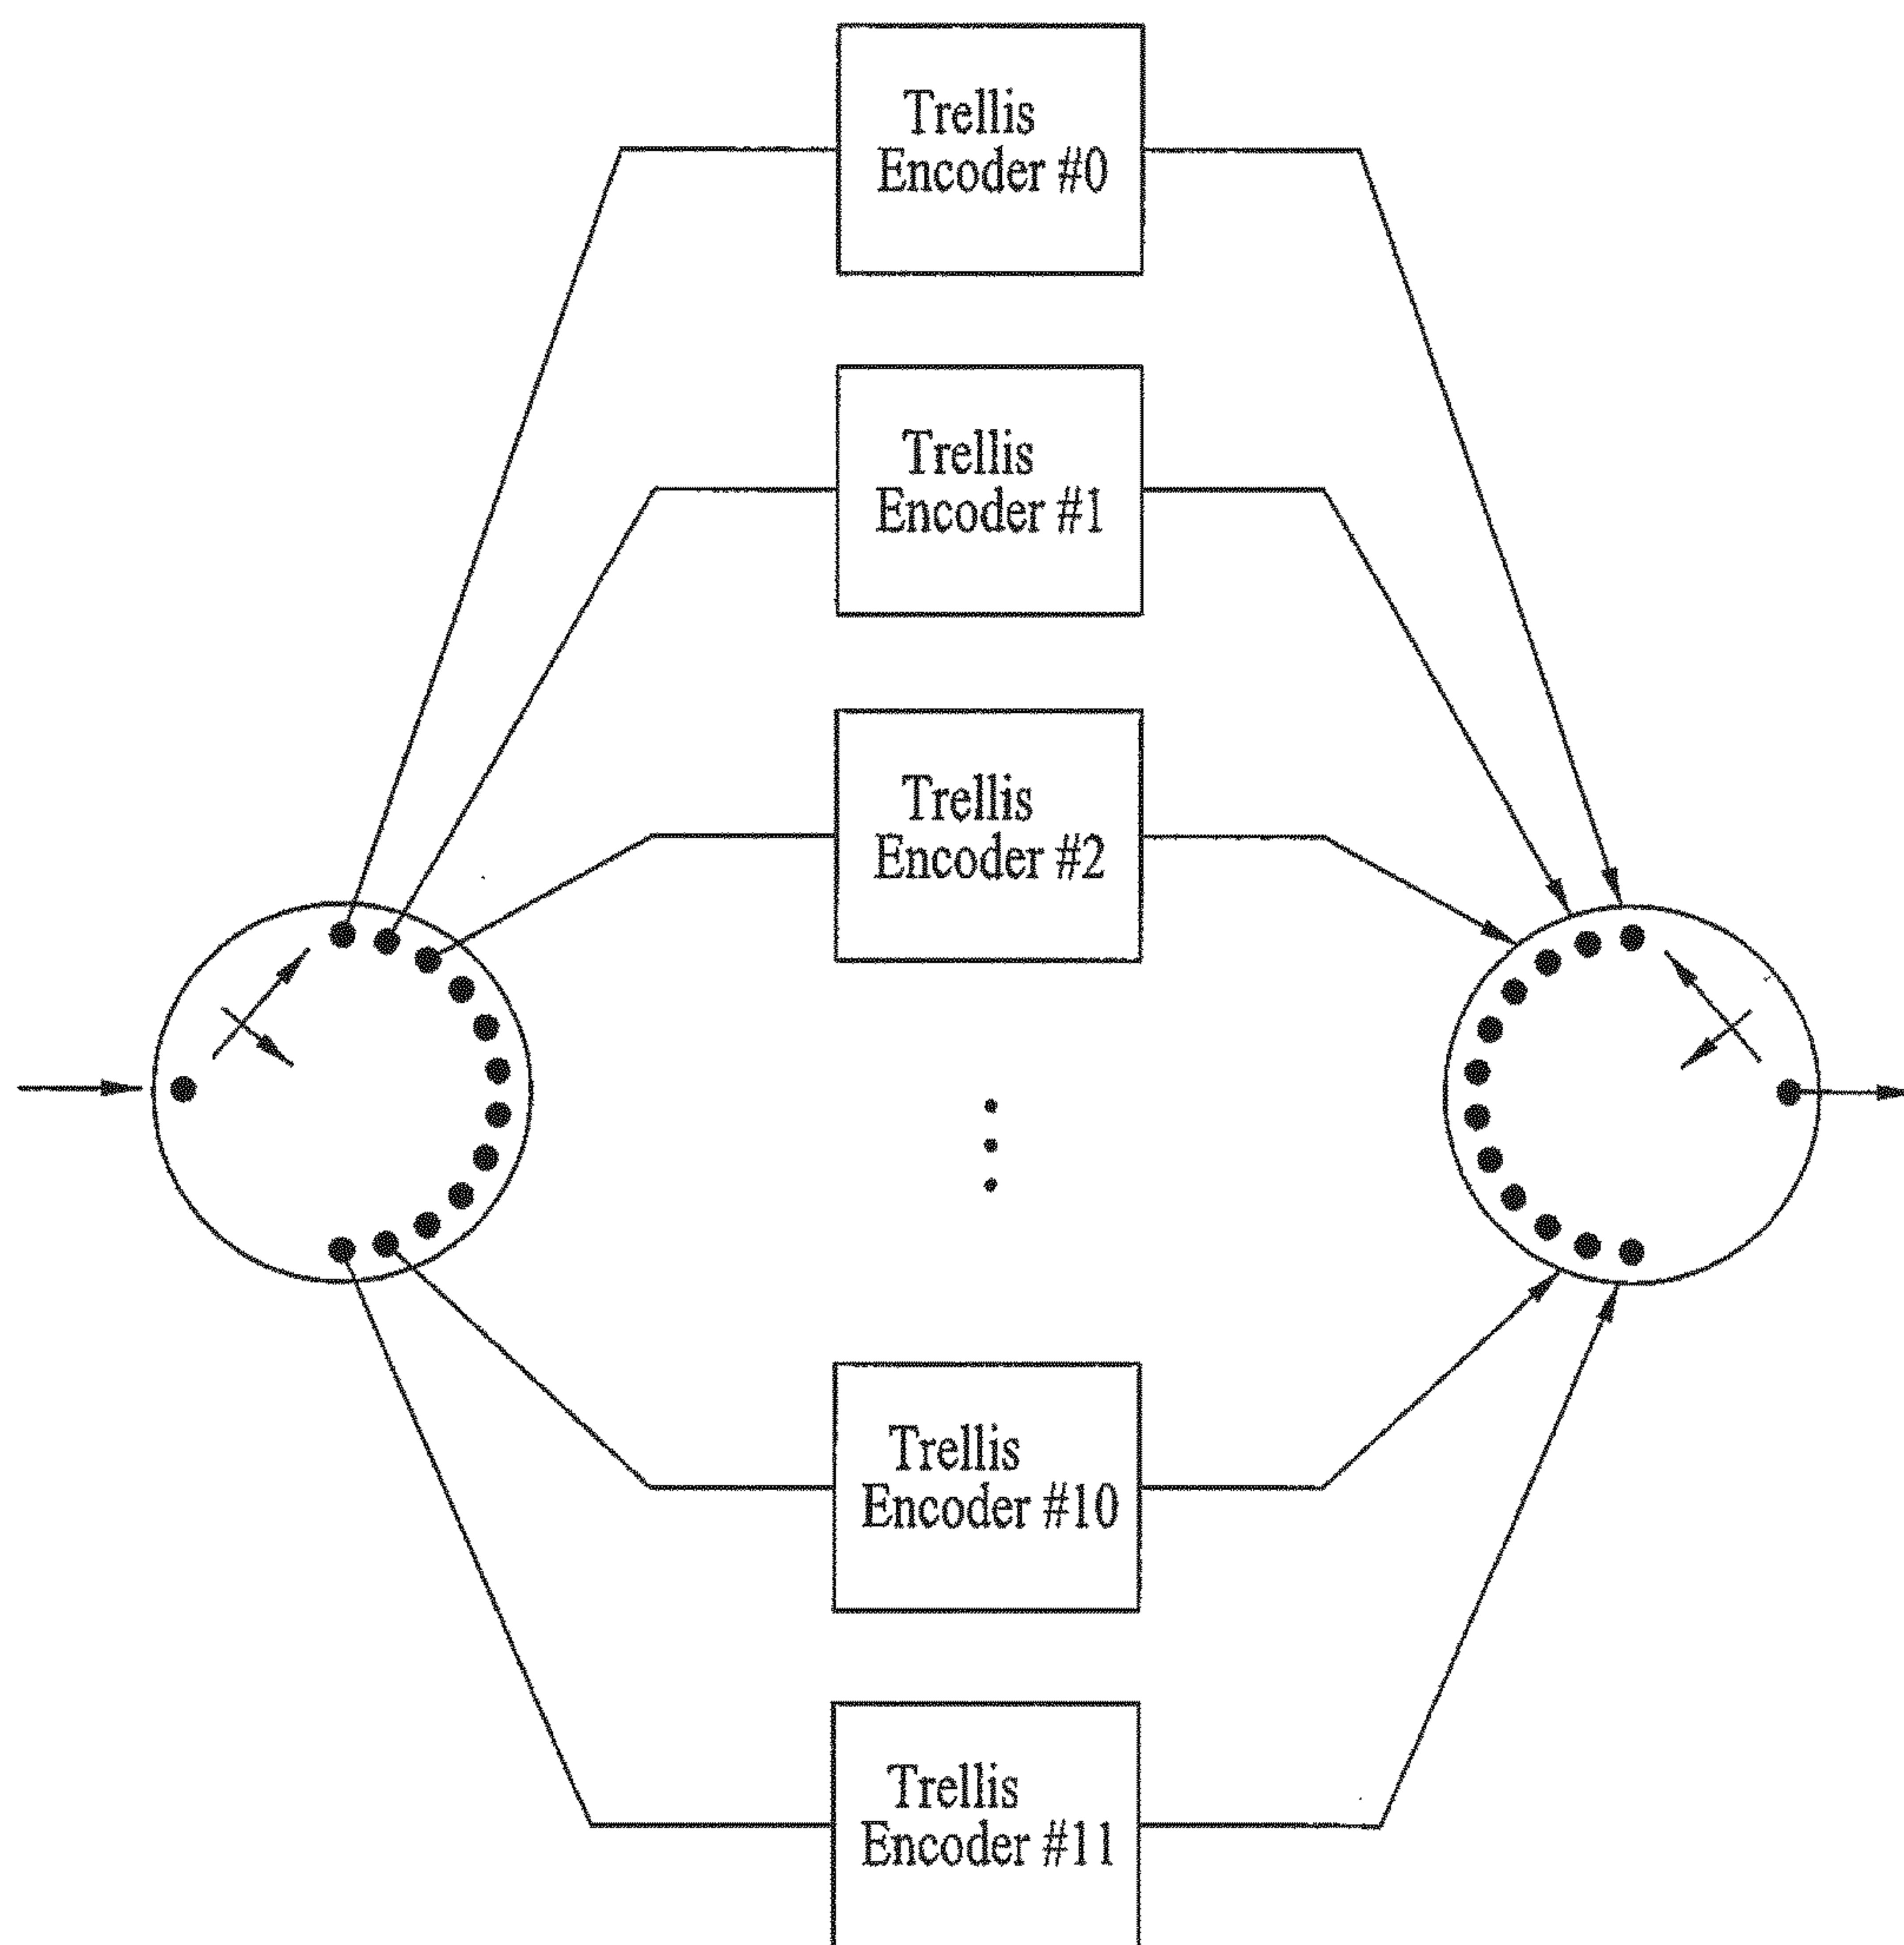 Trellis
Encoder #0
Trellis
Encoder #1
Trellis
Encoder #2
Trellis
Encoder #10
Trellis
Encoder #11